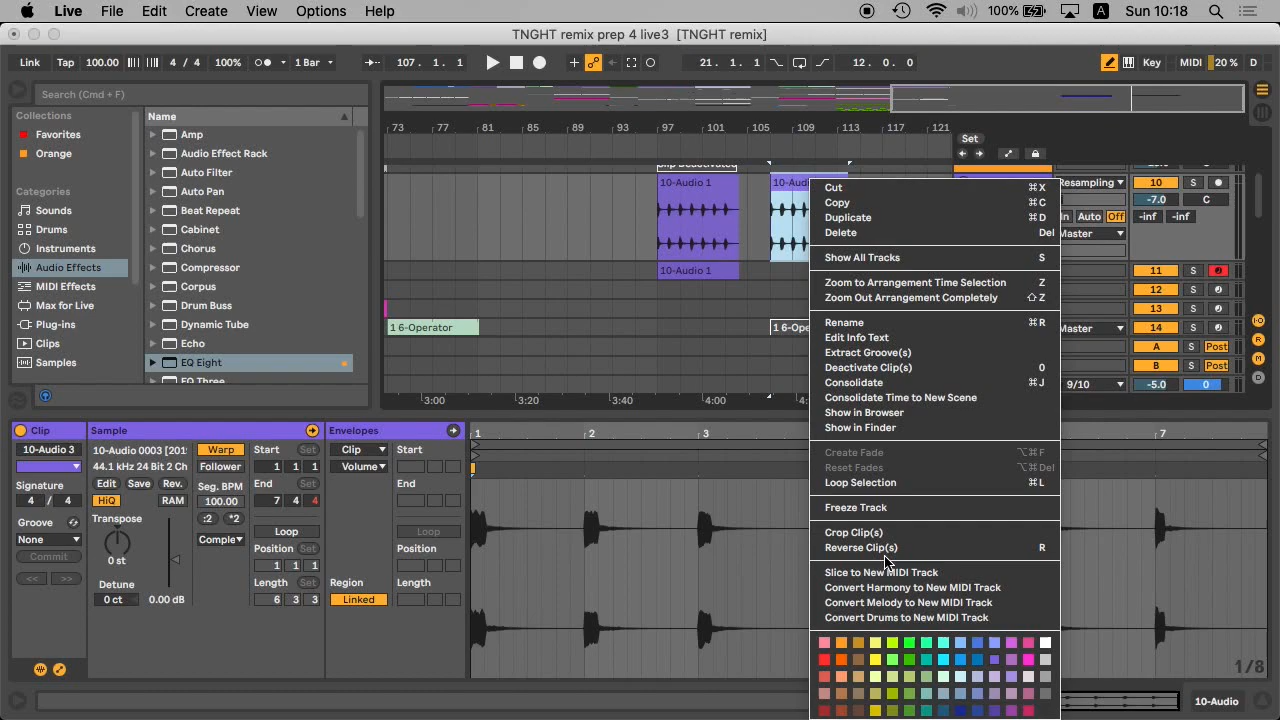 Live File Edit Create View Options Help 100% A Sun 10:18
TNGHT remix prep 4 live3 [TNGHT remix]
Link Tap 100.00 4 / 4 100% 1 Bar 107. 1. 1 21. 1. 1 12. 0. 0 Key MIDI 20 % D
Search (Cmd + F)
Collections
Favorites
Orange
Categories
Sounds
Drums
Instruments
Audio Effects
MIDI Effects
Max for Live
Plug-ins
Clips
Samples
Name
Amp
Audio Effect Rack
Auto Filter
Auto Pan
Beat Repeat
Cabinet
Chorus
Compressor
Corpus
Drum Buss
Dynamic Tube
Echo
EQ Eight
EQ Three
73 77 81 85 89 93 97 101 105 109 113 117 121
Set
10-Audio 1
10-Audi
10-Audio 1
1 6-Operator
1 6-Ope
3:00 3:20 3:40 4:00 4:
Resampling 10 S
-7.0 C
In Auto Off -inf -inf
Master
11 S
12 S
13 S
Master 14 S
A S Post
B S Post
9/10 -5.0 0
Cut ⌘X
Copy ⌘C
Duplicate ⌘D
Delete Del
Show All Tracks S
Zoom to Arrangement Time Selection Z
Zoom Out Arrangement Completely ⇧Z
Rename ⌘R
Edit Info Text
Extract Groove(s)
Deactivate Clip(s) 0
Consolidate ⌘J
Consolidate Time to New Scene
Show in Browser
Show in Finder
Create Fade ⌥⌘F
Reset Fades ⌥⌘Del
Loop Selection ⌘L
Freeze Track
Crop Clip(s)
Reverse Clip(s) R
Slice to New MIDI Track
Convert Harmony to New MIDI Track
Convert Melody to New MIDI Track
Convert Drums to New MIDI Track
Clip
10-Audio 3
Signature
4 / 4
Groove
None
Commit
<< >>
Sample
10-Audio 0003 [201
44.1 kHz 24 Bit 2 Ch
Edit Save Rev.
HiQ RAM
Transpose
0 st
Detune
0 ct 0.00 dB
Warp
Follower
Seg. BPM
100.00
:2 *2
Comple
Start Set
1 1 1
End Set
7 4 4
Loop
Position Set
1 1 1
Length Set
6 3 3
Envelopes
Clip
Volume
Region
Linked
Start
End
Loop
Position
Length
1 2 3 7
1/8
10-Audio